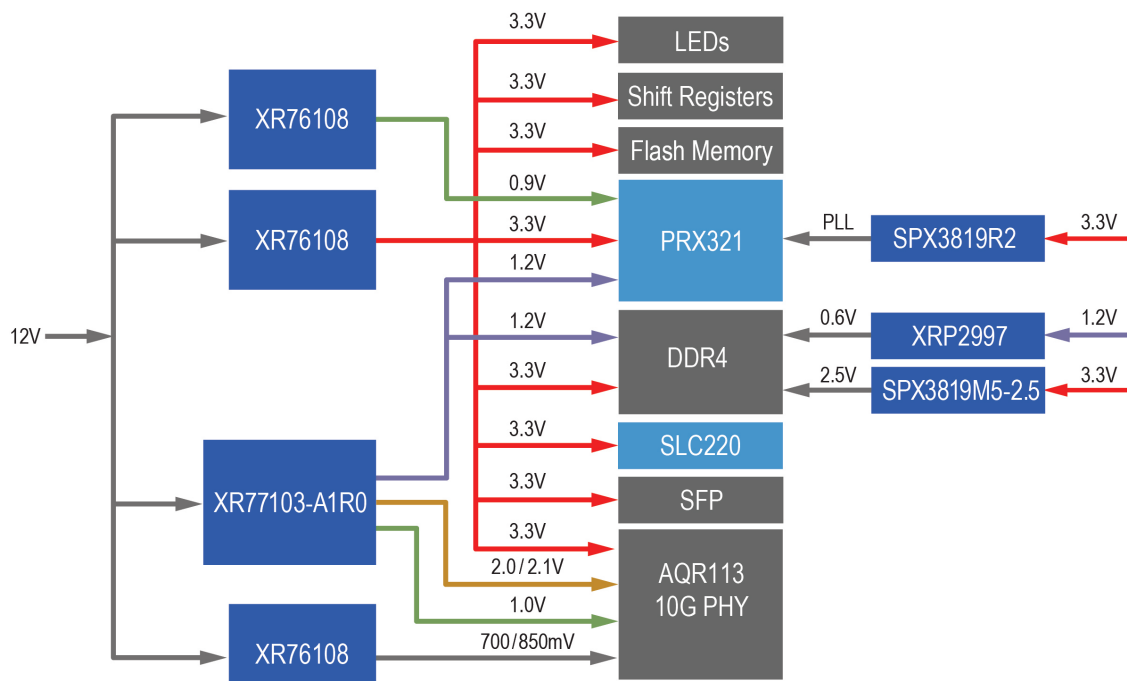 3.3V
LEDs
3.3V
Shift Registers
XR76108
3.3V
Flash Memory
0.9V
XR76108
3.3V
PRX321
PLL
SPX3819R2
3.3V
1.2V
12V
1.2V
DDR4
0.6V
XRP2997
1.2V
3.3V
2.5V
SPX3819M5-2.5
3.3V
3.3V
SLC220
XR77103-A1R0
3.3V
SFP
3.3V
2.0/2.1V
AQR113
10G PHY
1.0V
XR76108
700/850mV